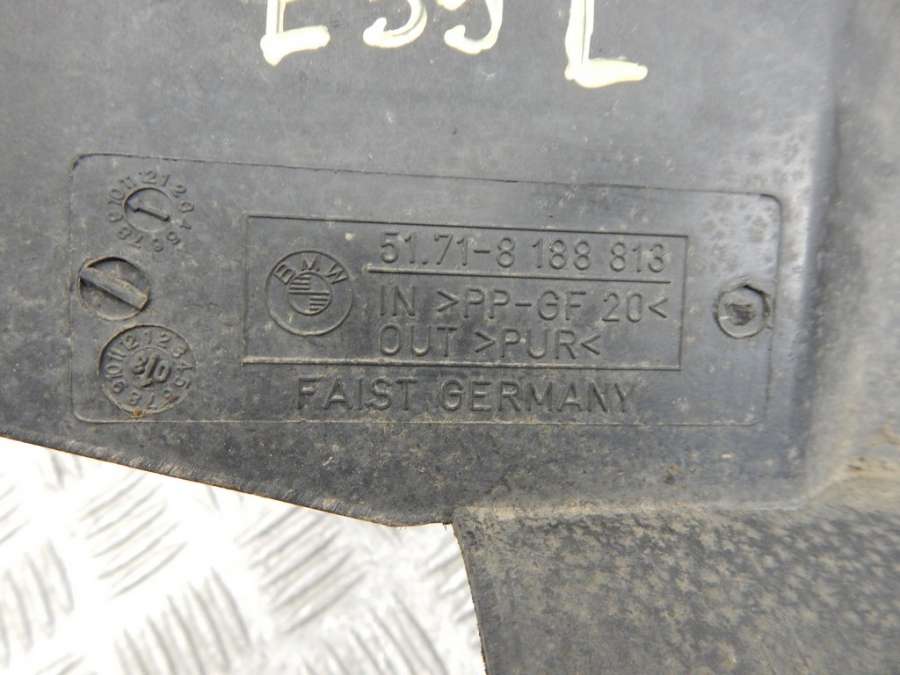 E39 L
BMW
51.71-8 188 813
IN >PP-GF 20<
OUT >PUR<
FAIST GERMANY